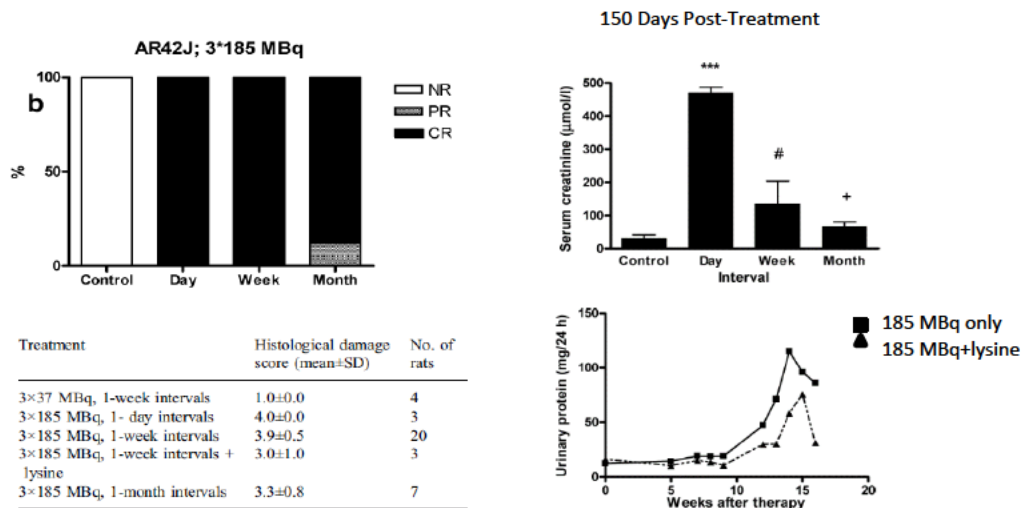 AR42J; 3*185 MBq
b
100
50
0
%
NR
PR
CR
Control Day Week Month
150 Days Post-Treatment
500
400
300
200
100
0
Serum creatinine (µmol/l)
***
#
+
Control Day Week Month
Interval
Treatment Histological damage No. of
score (mean±SD) rats
3×37 MBq, 1-week intervals 1.0±0.0 4
3×185 MBq, 1- day intervals 4.0±0.0 3
3×185 MBq, 1-week intervals 3.9±0.5 20
3×185 MBq, 1-week intervals + 3.0±1.0 3
lysine
3×185 MBq, 1-month intervals 3.3±0.8 7
150
100
50
0
Urinary protein (mg/24 h)
0 5 10 15 20
Weeks after therapy
185 MBq only
185 MBq+lysine